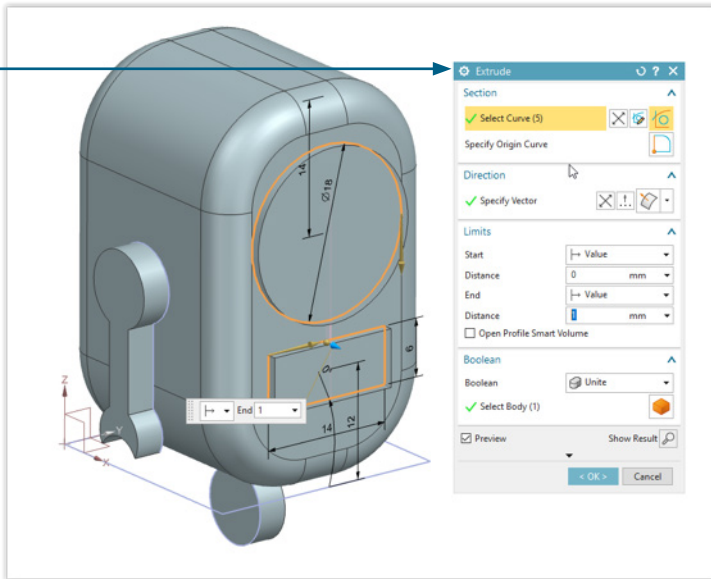 14
Ø18
6
0
14
12
End 1
Z
Y
X
Extrude
?
Section
Select Curve (5)
Specify Origin Curve
Direction
Specify Vector
Limits
Start Value
Distance 0 mm
End Value
Distance 1 mm
Open Profile Smart Volume
Boolean
Boolean Unite
Select Body (1)
Preview Show Result
< OK > Cancel